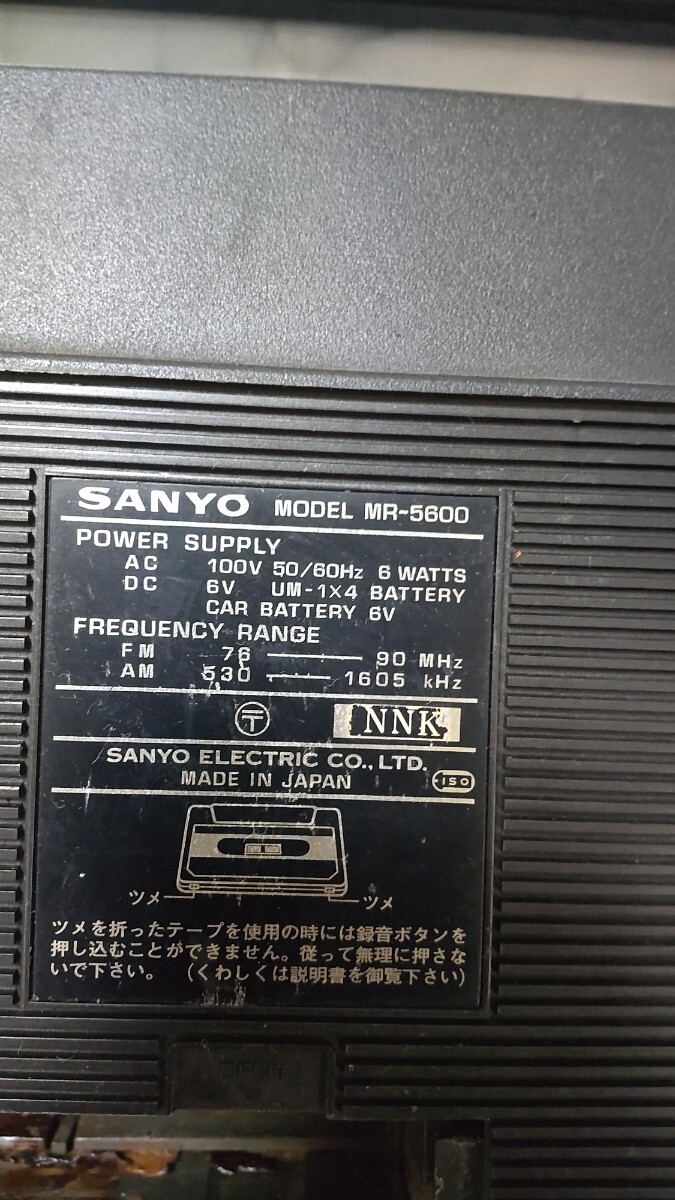 SANYO MODEL MR-5600
POWER SUPPLY
AC 100V 50/60Hz 6 WATTS
DC 6V UM-1X4 BATTERY
CAR BATTERY 6V
FREQUENCY RANGE
FM 76 — 90 MHz
AM 530 — 1605 kHz
〒 NNK
SANYO ELECTRIC CO., LTD.
MADE IN JAPAN ISO
ツメ ツメ
ツメを折ったテープを使用の時には録音ボタンを
押し込むことができません。従って無理に押さな
いで下さい。（くわしくは説明書を御覧下さい）